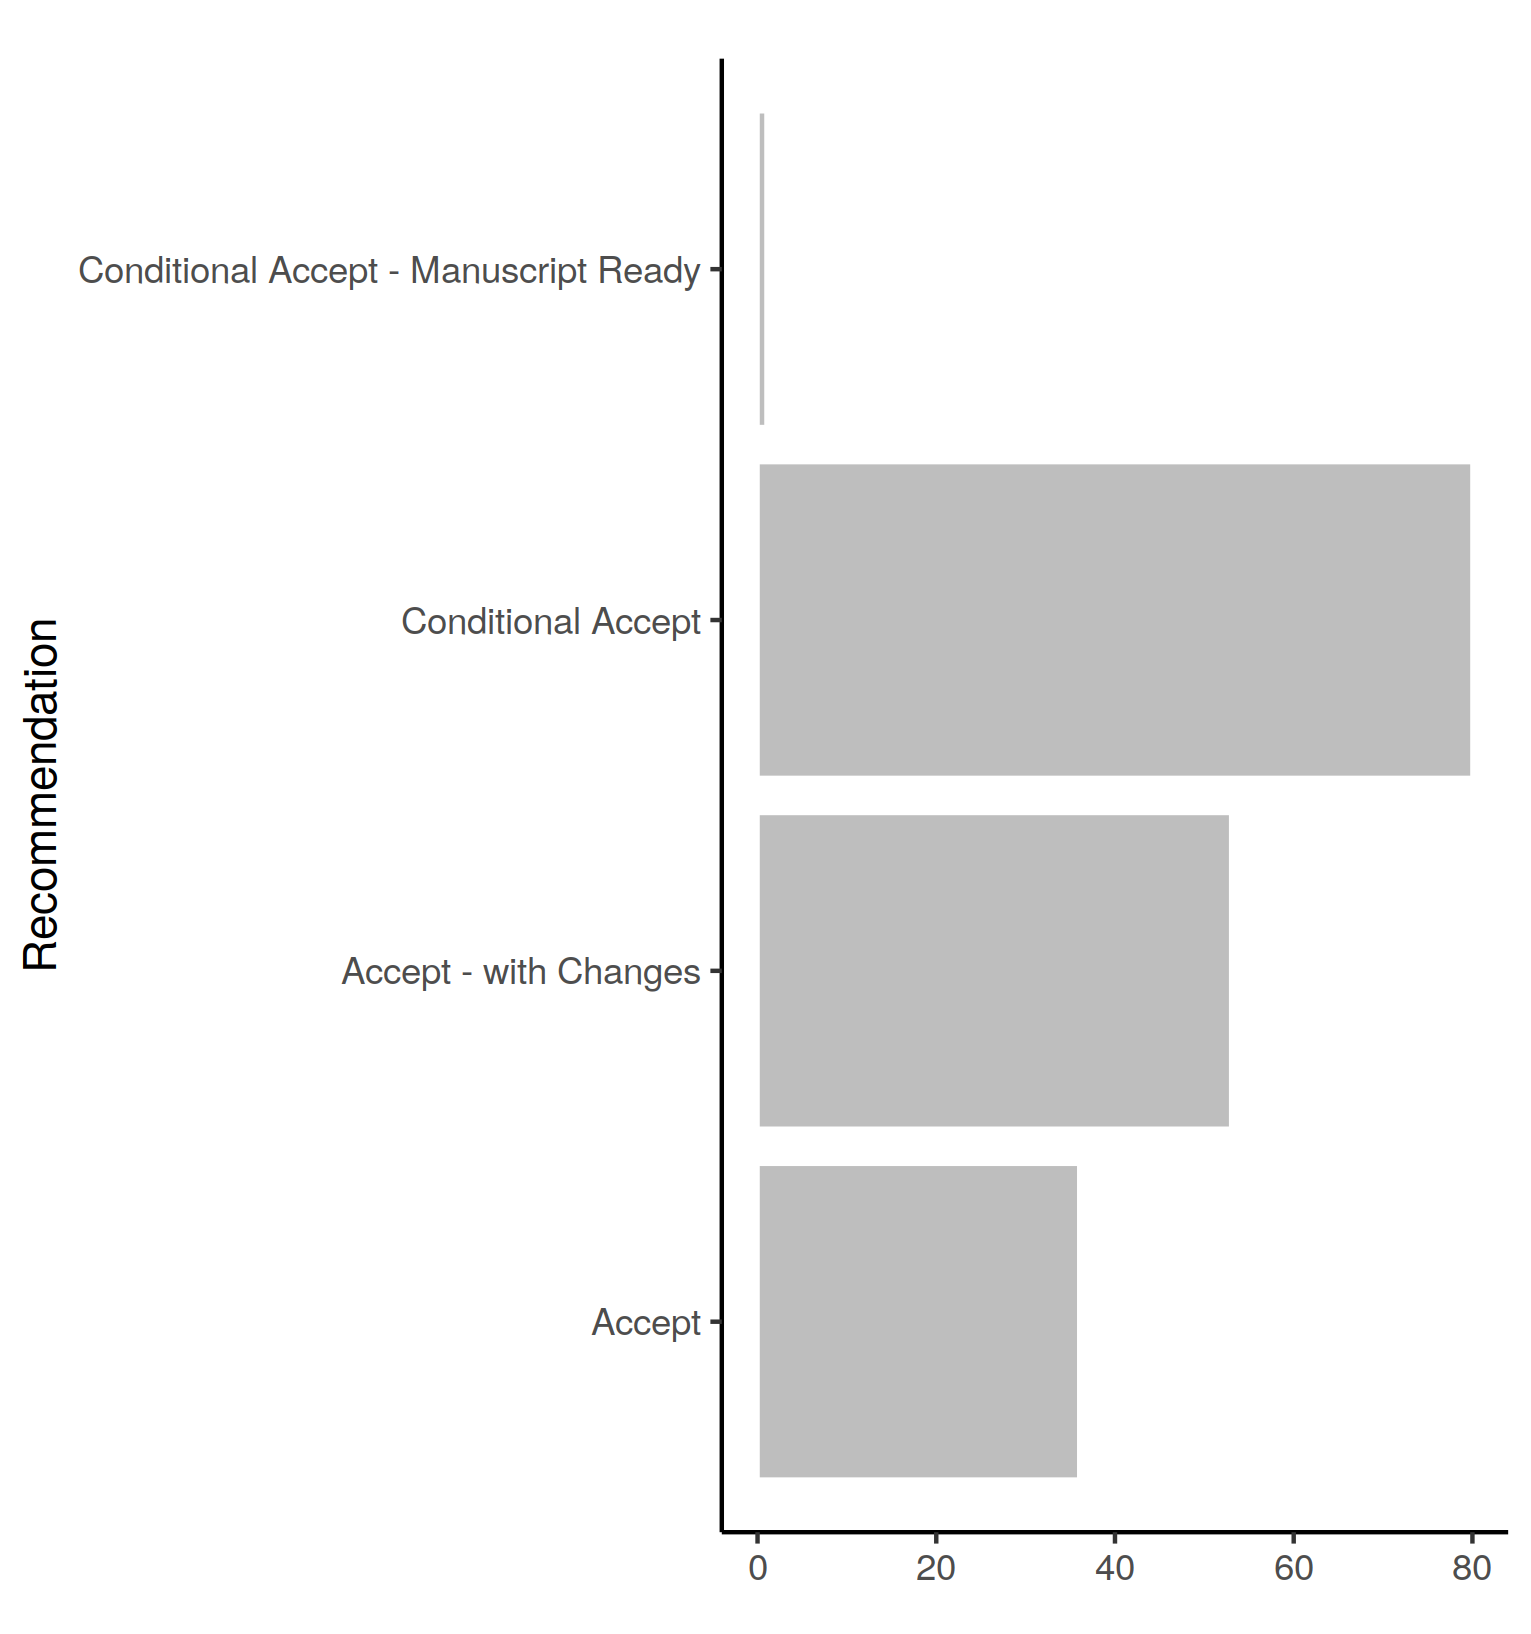 Recommendation
Conditional Accept - Manuscript Ready
Conditional Accept
Accept - with Changes
Accept
0 20 40 60 80